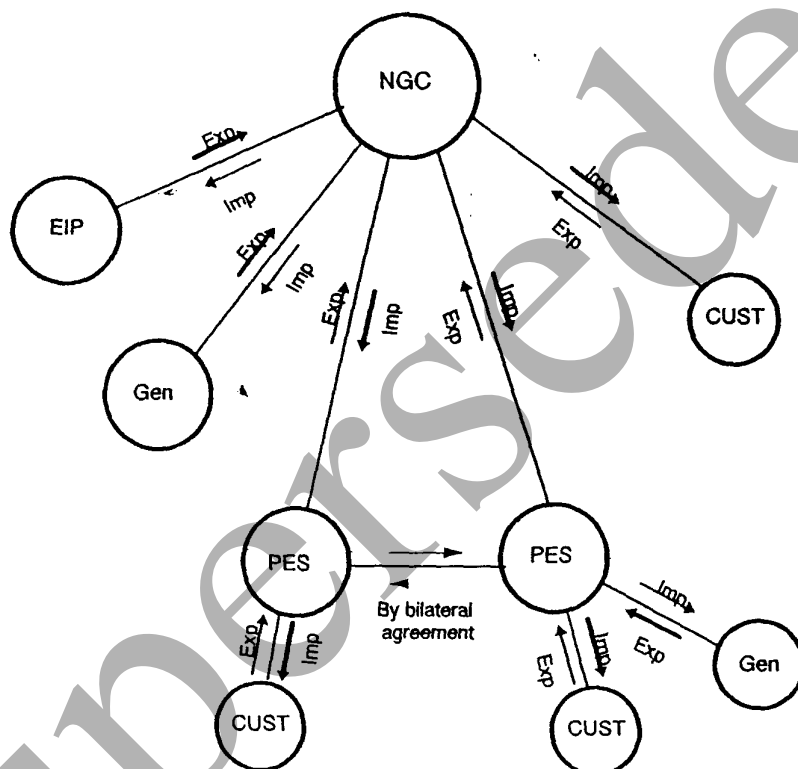 NGC
Exp
Imp
EIP
Exp
Imp
Imp
Exp
Gen
Exp
Imp
Exp
Imp
CUST
PES
PES
By bilateral
agreement
Exp
Imp
Exp
Imp
Imp
Exp
Gen
CUST
CUST